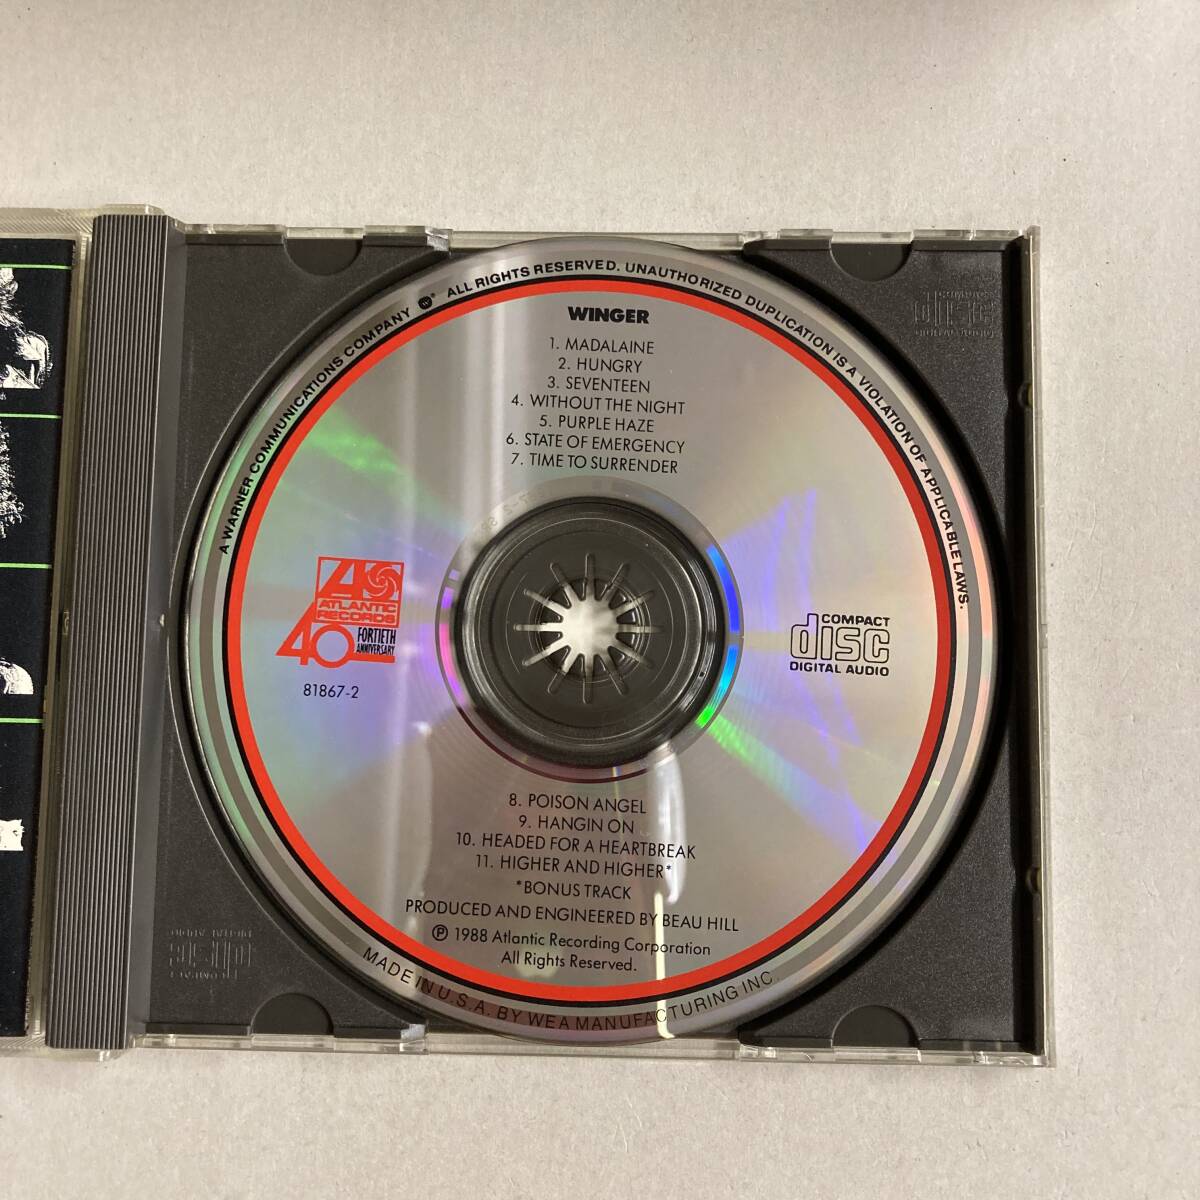 A WARNER COMMUNICATIONS COMPANY ALL RIGHTS RESERVED. UNAUTHORIZED DUPLICATION IS A VIOLATION OF APPLICABLE LAWS.
WINGER
1. MADALAINE
2. HUNGRY
3. SEVENTEEN
4. WITHOUT THE NIGHT
5. PURPLE HAZE
6. STATE OF EMERGENCY
7. TIME TO SURRENDER
ATLANTIC
RECORDS
40 FORTIETH
ANNIVERSARY
81867-2
COMPACT
disc
DIGITAL AUDIO
8. POISON ANGEL
9. HANGIN ON
10. HEADED FOR A HEARTBREAK
11. HIGHER AND HIGHER*
*BONUS TRACK
PRODUCED AND ENGINEERED BY BEAU HILL
℗ 1988 Atlantic Recording Corporation
All Rights Reserved.
MADE IN U.S.A. BY WEA MANUFACTURING INC.